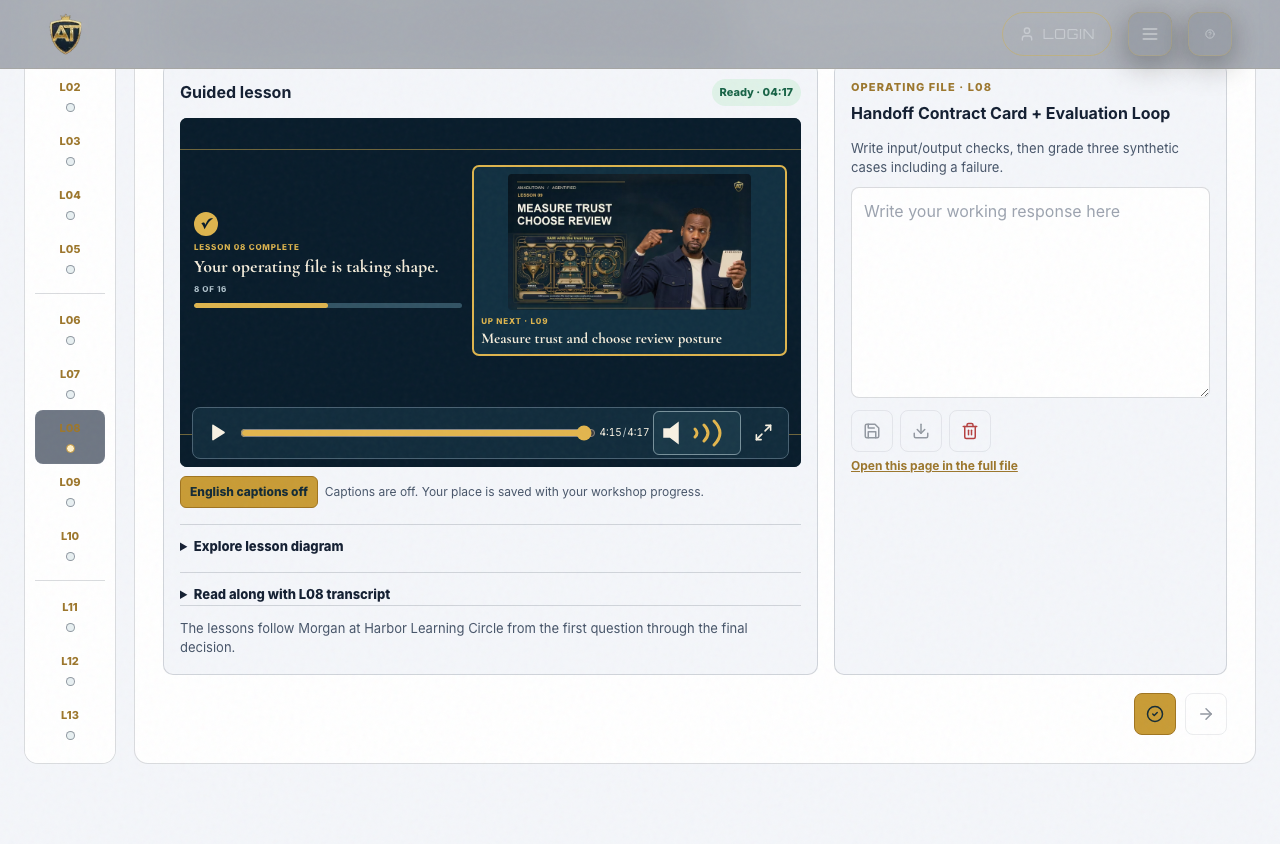 AT
LOGIN
L02
L03
L04
L05
L06
L07
L08
L09
L10
L11
L12
L13
Guided lesson
Ready · 04:17
LESSON 08 COMPLETE
Your operating file is taking shape.
8 OF 16
MEASURE TRUST
CHOOSE REVIEW
UP NEXT · L09
Measure trust and choose review posture
4:15/4:17
English captions off
Captions are off. Your place is saved with your workshop progress.
Explore lesson diagram
Read along with L08 transcript
The lessons follow Morgan at Harbor Learning Circle from the first question through the final
decision.
OPERATING FILE · L08
Handoff Contract Card + Evaluation Loop
Write input/output checks, then grade three synthetic
cases including a failure.
Write your working response here
Open this page in the full file